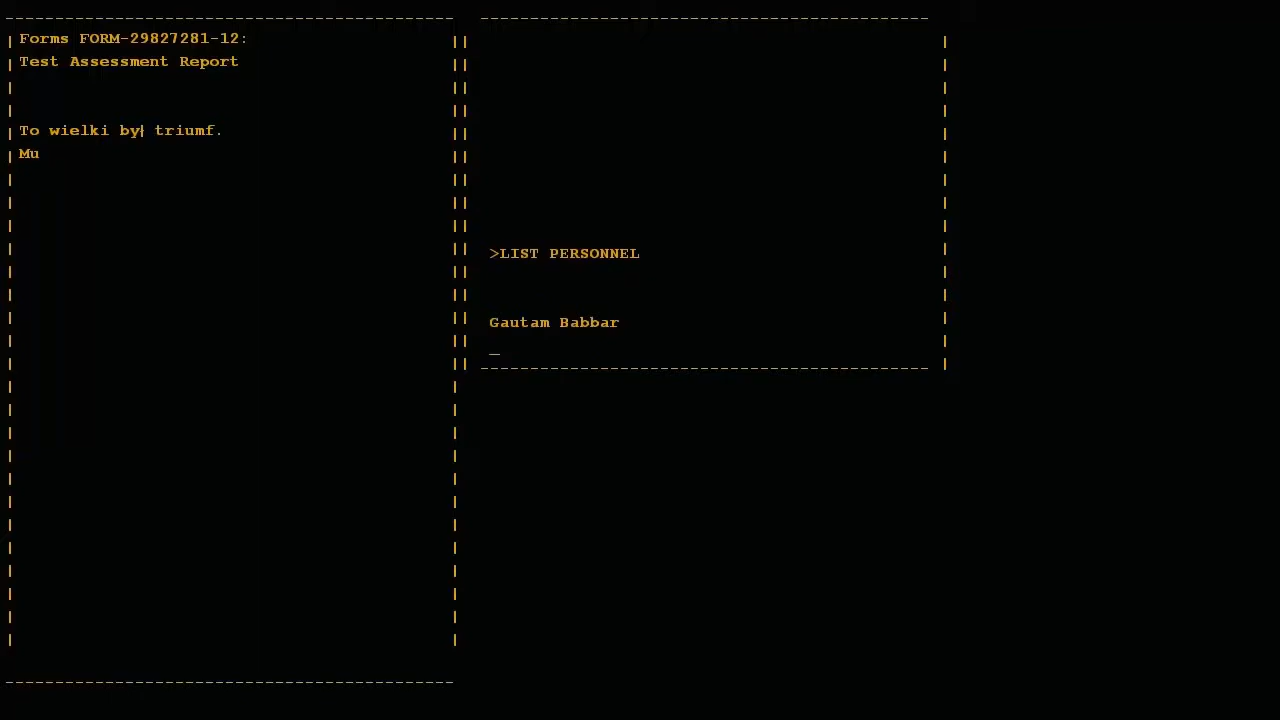 Forms FORM-29827281-12:
Test Assessment Report
To wielki był triumf.
Mu
>LIST PERSONNEL
Gautam Babbar
_